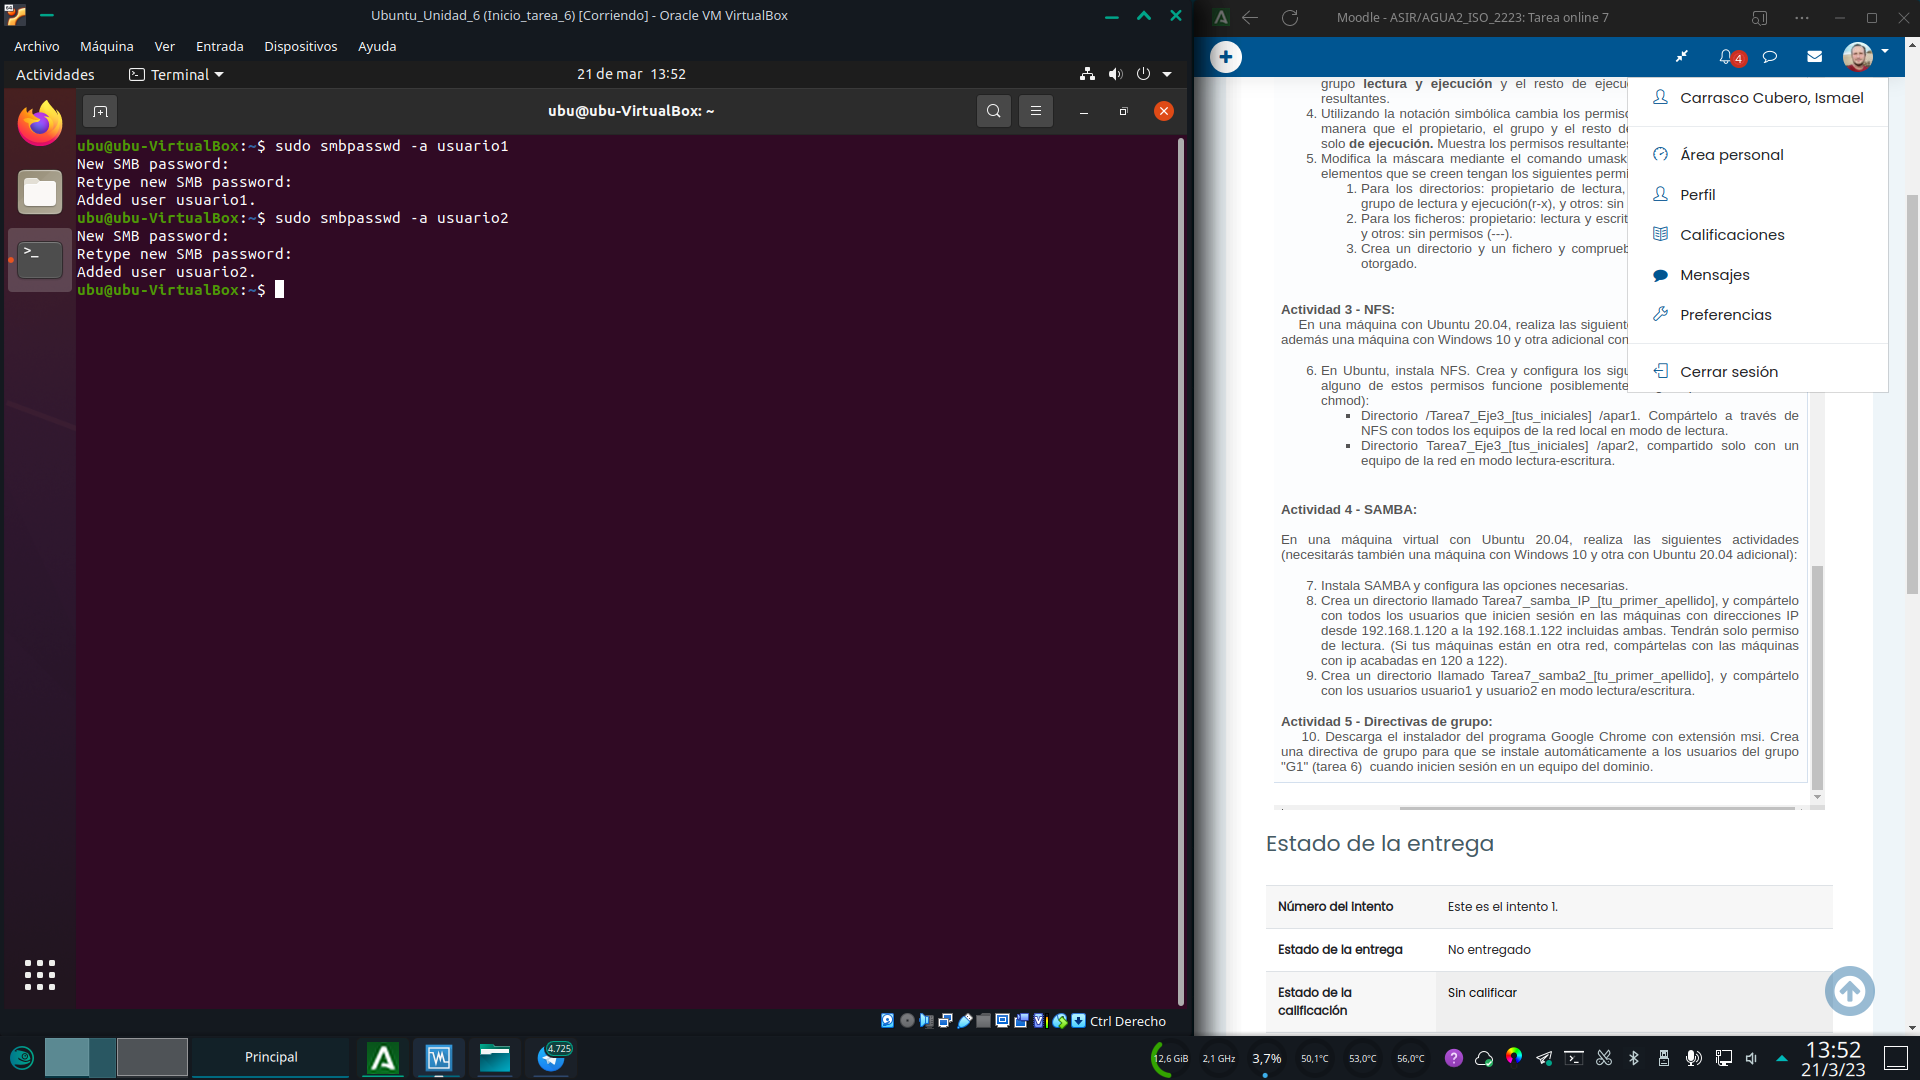 Ubuntu_Unidad_6 (Inicio_tarea_6) [Corriendo] - Oracle VM VirtualBox
Archivo Máquina Ver Entrada Dispositivos Ayuda
Actividades Terminal 21 de mar 13:52
ubu@ubu-VirtualBox: ~
ubu@ubu-VirtualBox:~$ sudo smbpasswd -a usuario1
New SMB password:
Retype new SMB password:
Added user usuario1.
ubu@ubu-VirtualBox:~$ sudo smbpasswd -a usuario2
New SMB password:
Retype new SMB password:
Added user usuario2.
ubu@ubu-VirtualBox:~$
Ctrl Derecho
Moodle - ASIR/AGUA2_ISO_2223: Tarea online 7
4
grupo lectura y ejecución y el resto de ejecu
resultantes.
4. Utilizando la notación simbólica cambia los permiso
manera que el propietario, el grupo y el resto de
solo de ejecución. Muestra los permisos resultantes
5. Modifica la máscara mediante el comando umask
elementos que se creen tengan los siguientes permi
1. Para los directorios: propietario de lectura,
grupo de lectura y ejecución(r-x), y otros: sin
2. Para los ficheros: propietario: lectura y escrit
y otros: sin permisos (---).
3. Crea un directorio y un fichero y comprueb
otorgado.
Carrasco Cubero, Ismael
Área personal
Perfil
Calificaciones
Mensajes
Preferencias
Cerrar sesión
Actividad 3 - NFS:
En una máquina con Ubuntu 20.04, realiza las siguiente
además una máquina con Windows 10 y otra adicional con
6. En Ubuntu, instala NFS. Crea y configura los sigu
alguno de estos permisos funcione posiblemente
chmod):
▪ Directorio /Tarea7_Eje3_[tus_iniciales] /apar1. Compártelo a través de
NFS con todos los equipos de la red local en modo de lectura.
▪ Directorio Tarea7_Eje3_[tus_iniciales] /apar2, compartido solo con un
equipo de la red en modo lectura-escritura.
Actividad 4 - SAMBA:
En una máquina virtual con Ubuntu 20.04, realiza las siguientes actividades
(necesitarás también una máquina con Windows 10 y otra con Ubuntu 20.04 adicional):
7. Instala SAMBA y configura las opciones necesarias.
8. Crea un directorio llamado Tarea7_samba_IP_[tu_primer_apellido], y compártelo
con todos los usuarios que inicien sesión en las máquinas con direcciones IP
desde 192.168.1.120 a la 192.168.1.122 incluidas ambas. Tendrán solo permiso
de lectura. (Si tus máquinas están en otra red, compártelas con las máquinas
con ip acabadas en 120 a 122).
9. Crea un directorio llamado Tarea7_samba2_[tu_primer_apellido], y compártelo
con los usuarios usuario1 y usuario2 en modo lectura/escritura.
Actividad 5 - Directivas de grupo:
10. Descarga el instalador del programa Google Chrome con extensión msi. Crea
una directiva de grupo para que se instale automáticamente a los usuarios del grupo
"G1" (tarea 6) cuando inicien sesión en un equipo del dominio.
Estado de la entrega
Número del intento Este es el intento 1.
Estado de la entrega No entregado
Estado de la calificación Sin calificar
Principal
4.725
12,6 GiB 2,1 GHz 3,7% 50,1°C 53,0°C 56,0°C
13:52
21/3/23